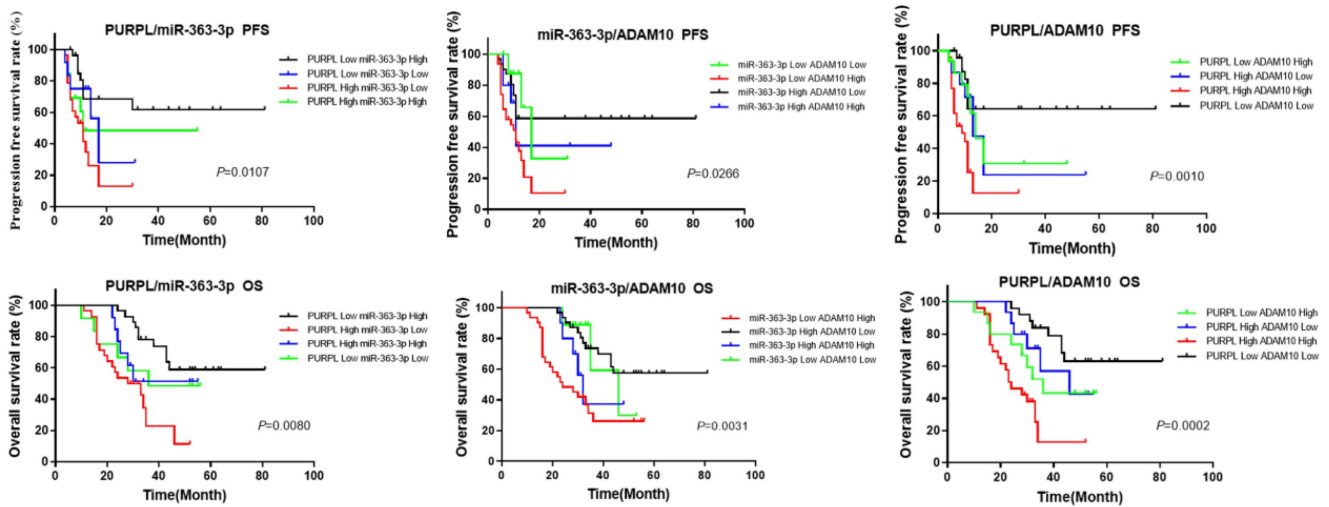 PURPL/miR-363-3p PFS
Progression free survival rate (%)
100
80
60
40
20
0
0 20 40 60 80 100
Time(Month)
PURPL Low miR-363-3p High
PURPL Low miR-363-3p Low
PURPL High miR-363-3p Low
PURPL High miR-363-3p High
P=0.0107
miR-363-3p/ADAM10 PFS
Progression free survival rate (%)
100
80
60
40
20
0
0 20 40 60 80 100
Time(Month)
miR-363-3p Low ADAM10 Low
miR-363-3p Low ADAM10 High
miR-363-3p High ADAM10 Low
miR-363-3p High ADAM10 High
P=0.0266
PURPL/ADAM10 PFS
Progression free survival rate (%)
100
80
60
40
20
0
0 20 40 60 80 100
Time(Month)
PURPL Low ADAM10 High
PURPL High ADAM10 Low
PURPL High ADAM10 High
PURPL Low ADAM10 Low
P=0.0010
PURPL/miR-363-3p OS
Overall survival rate (%)
100
80
60
40
20
0
0 20 40 60 80 100
Time(Month)
PURPL Low miR-363-3p High
PURPL High miR-363-3p Low
PURPL High miR-363-3p High
PURPL Low miR-363-3p Low
P=0.0080
miR-363-3p/ADAM10 OS
Overall survival rate (%)
100
80
60
40
20
0
0 20 40 60 80 100
Time(Month)
miR-363-3p Low ADAM10 High
miR-363-3p High ADAM10 Low
miR-363-3p High ADAM10 High
miR-363-3p Low ADAM10 Low
P=0.0031
PURPL/ADAM10 OS
Overall survival rate (%)
100
80
60
40
20
0
0 20 40 60 80 100
Time(Month)
PURPL Low ADAM10 High
PURPL High ADAM10 Low
PURPL High ADAM10 High
PURPL Low ADAM10 Low
P=0.0002